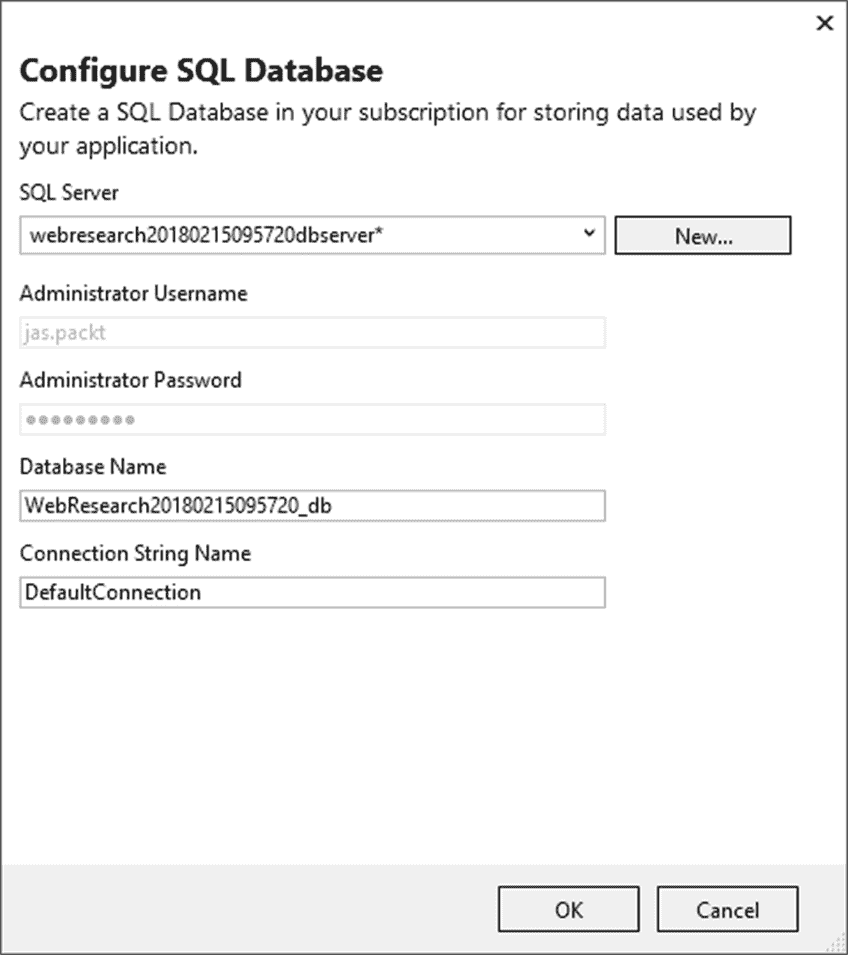 Configure SQL Database
Create a SQL Database in your subscription for storing data used by
your application.
SQL Server
webresearch20180215095720dbserver*
New...
Administrator Username
jas.packt
Administrator Password
●●●●●●●●●
Database Name
WebResearch20180215095720_db
Connection String Name
DefaultConnection
OK
Cancel